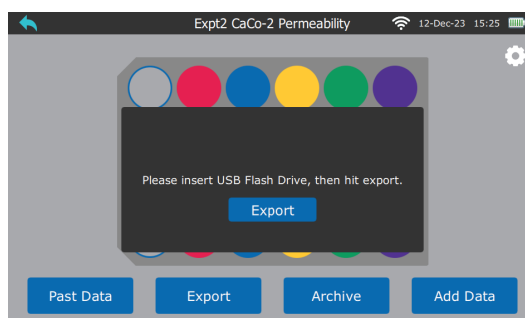 Expt2 CaCo-2 Permeability 12-Dec-23 15:25
Please insert USB Flash Drive, then hit export.
Export
Past Data Export Archive Add Data